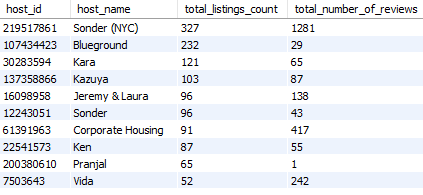 host_id host_name total_listings_count total_number_of_reviews
219517861 Sonder (NYC) 327 1281
107434423 Blueground 232 29
30283594 Kara 121 65
137358866 Kazuya 103 87
16098958 Jeremy & Laura 96 138
12243051 Sonder 96 43
61391963 Corporate Housing 91 417
22541573 Ken 87 55
200380610 Pranjal 65 1
7503643 Vida 52 242